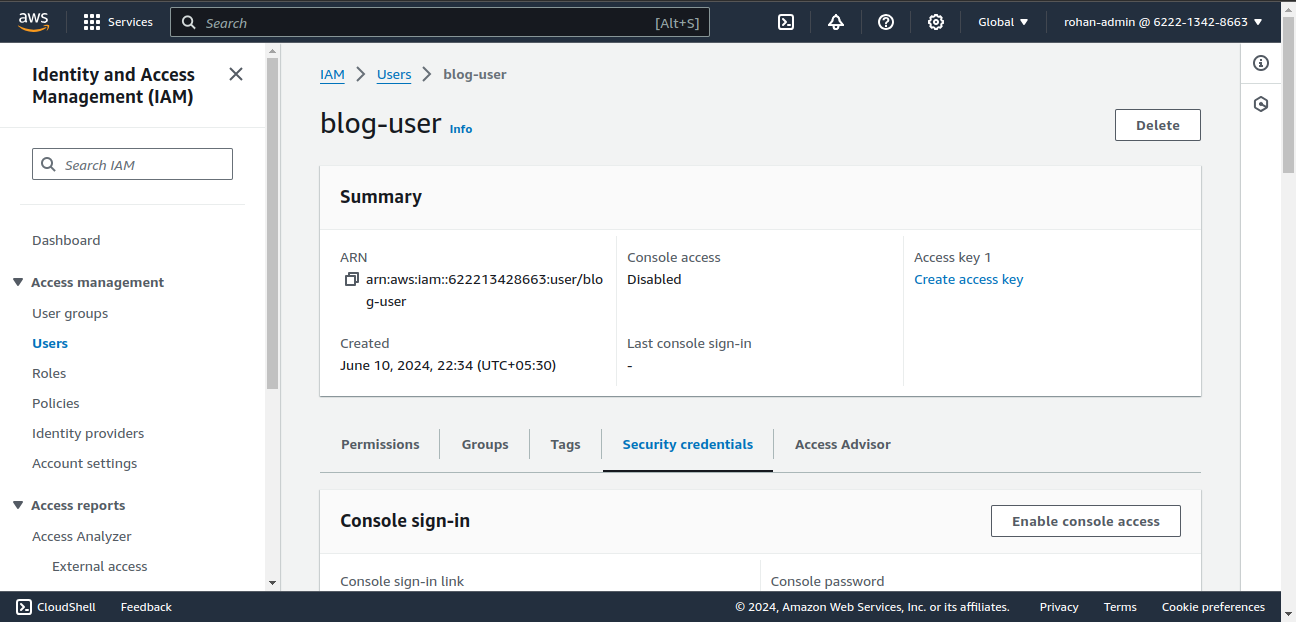 aws
Services
Search
[Alt+S]
Global
rohan-admin @ 6222-1342-8663
Identity and Access
Management (IAM)
Search IAM
Dashboard
Access management
User groups
Users
Roles
Policies
Identity providers
Account settings
Access reports
Access Analyzer
External access
IAM
Users
blog-user
blog-user Info
Delete
Summary
ARN
arn:aws:iam::622213428663:user/blo
g-user
Created
June 10, 2024, 22:34 (UTC+05:30)
Console access
Disabled
Last console sign-in
-
Access key 1
Create access key
Permissions
Groups
Tags
Security credentials
Access Advisor
Console sign-in
Enable console access
Console sign-in link
Console password
CloudShell
Feedback
© 2024, Amazon Web Services, Inc. or its affiliates.
Privacy
Terms
Cookie preferences